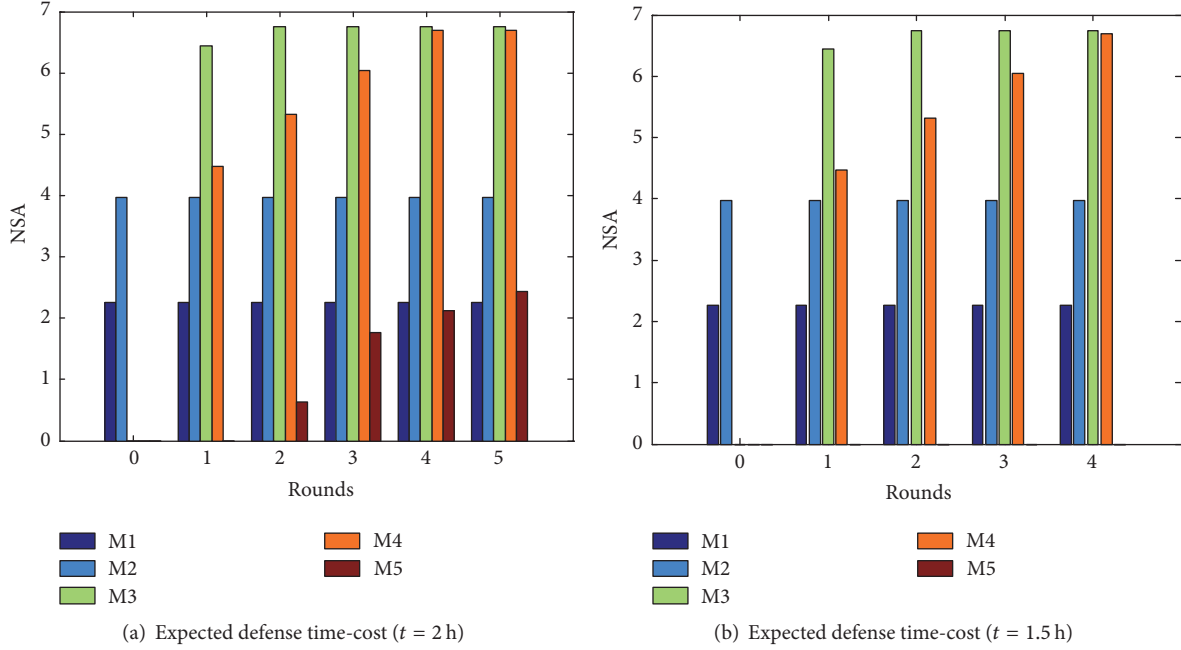 7
6
5
4
3
2
1
0
NSA
0 1 2 3 4 5
Rounds
M1 M4
M2 M5
M3
(a) Expected defense time-cost (t = 2 h)
7
6
5
4
3
2
1
0
NSA
0 1 2 3 4
Rounds
M1 M4
M2 M5
M3
(b) Expected defense time-cost (t = 1.5 h)